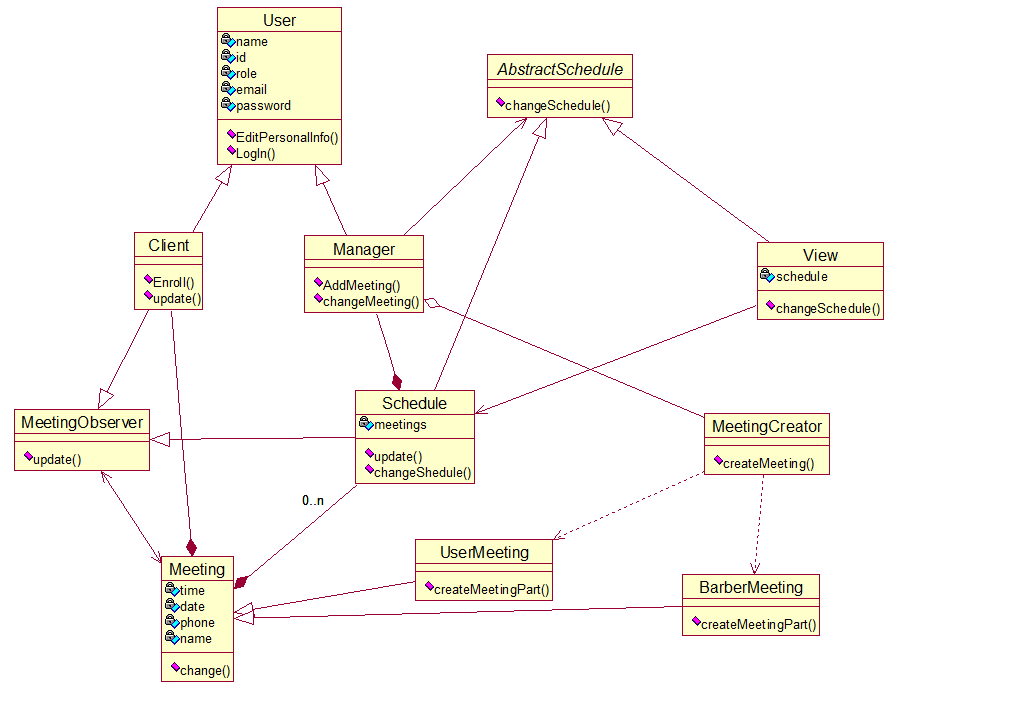 User
name
id
role
email
password
EditPersonalInfo()
LogIn()
AbstractSchedule
changeSchedule()
Client
Enroll()
update()
Manager
AddMeeting()
changeMeeting()
View
schedule
changeSchedule()
MeetingObserver
update()
Schedule
meetings
update()
changeShedule()
MeetingCreator
createMeeting()
0..n
Meeting
time
date
phone
name
change()
UserMeeting
createMeetingPart()
BarberMeeting
createMeetingPart()